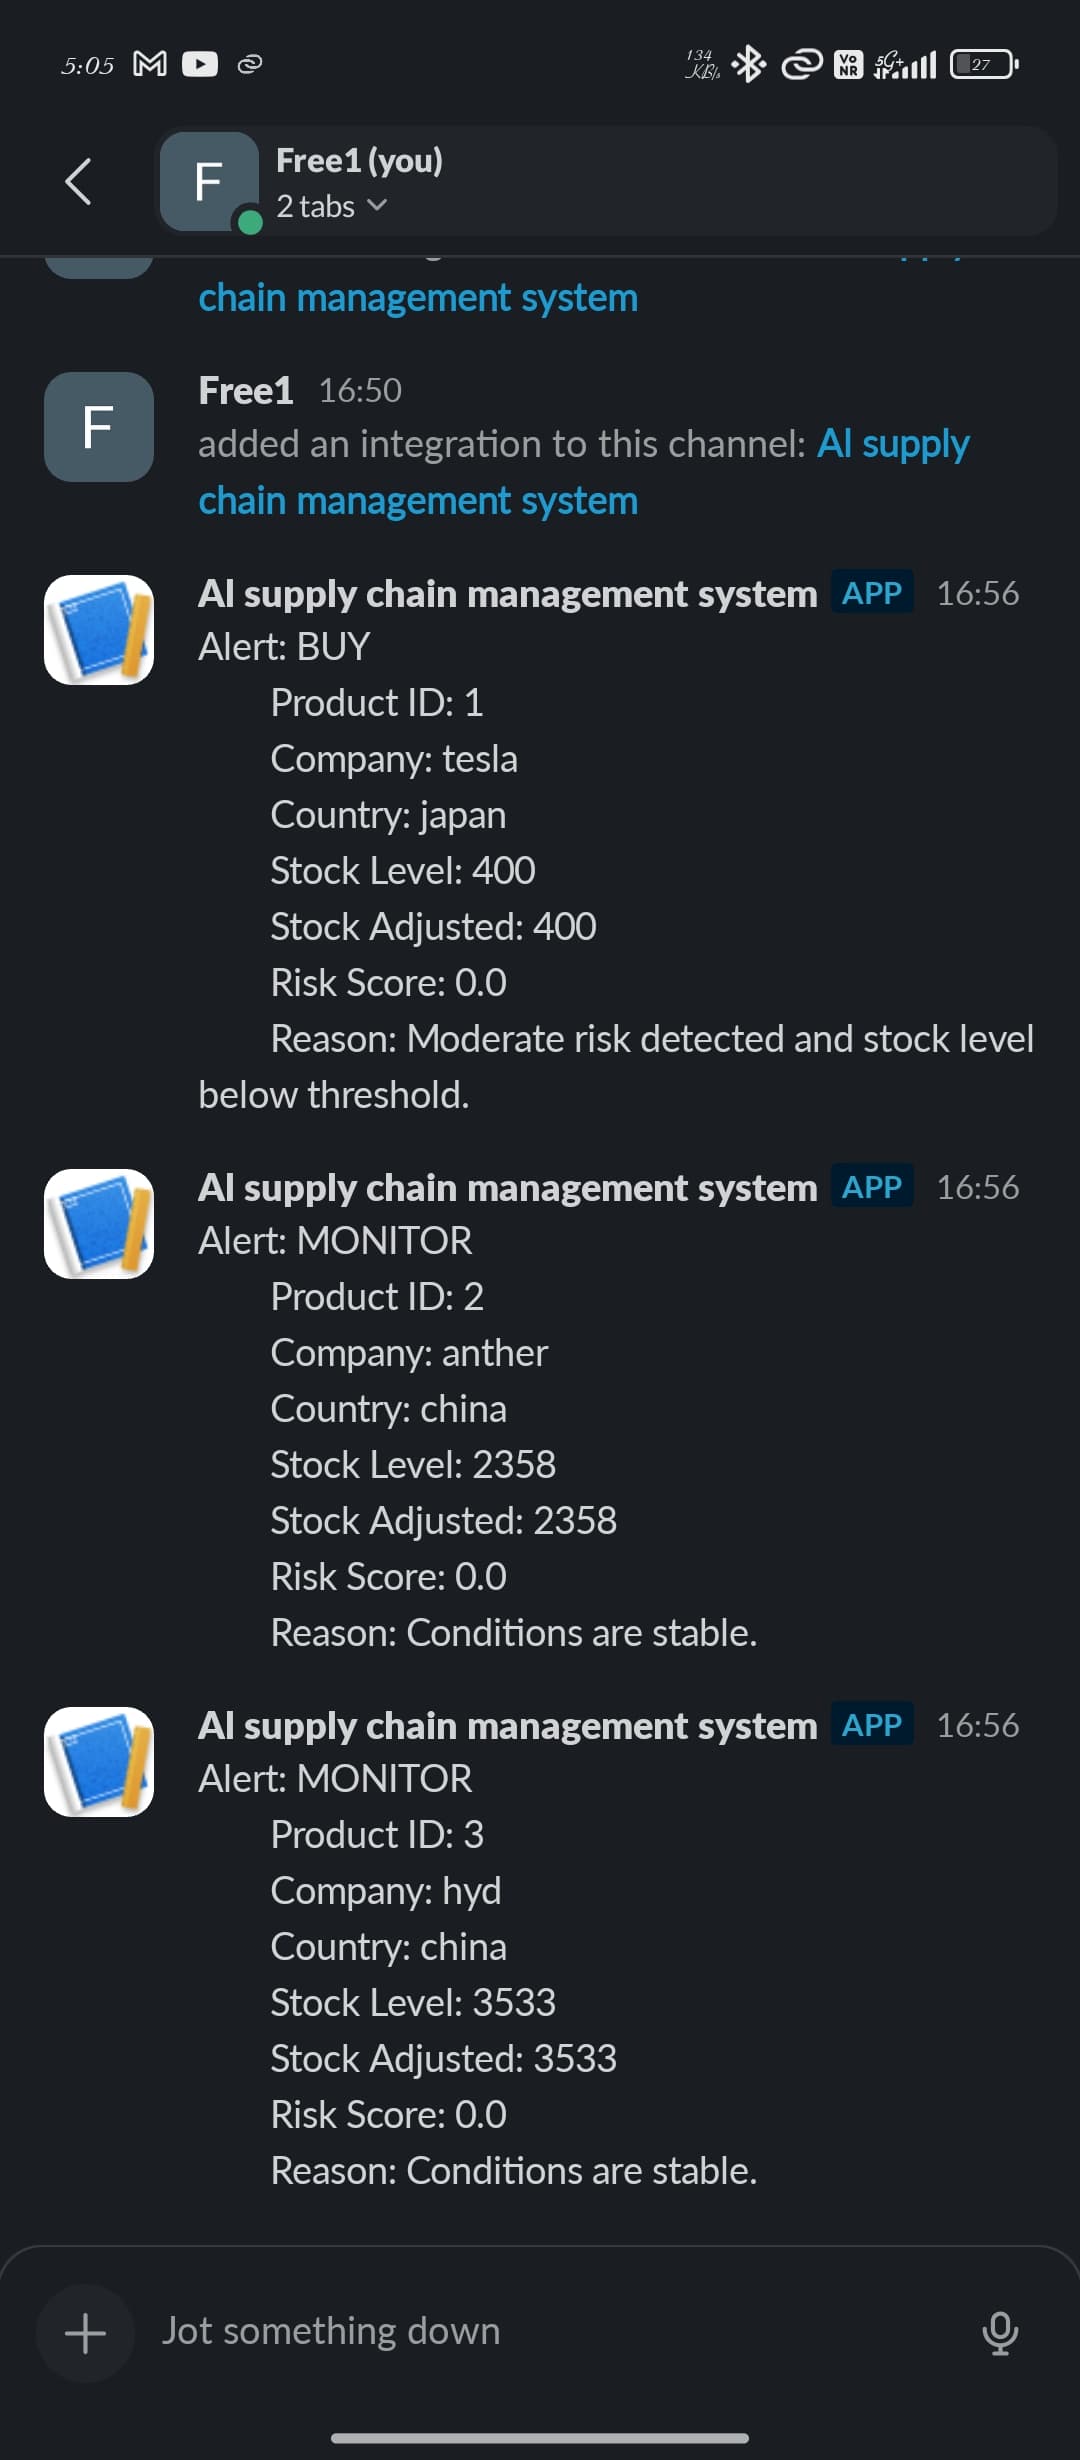 5:05
134
KB/s
Vo
NR
5G+
27
F
Free1 (you)
2 tabs
chain management system
F
Free1 16:50
added an integration to this channel: AI supply
chain management system
AI supply chain management system APP 16:56
Alert: BUY
Product ID: 1
Company: tesla
Country: japan
Stock Level: 400
Stock Adjusted: 400
Risk Score: 0.0
Reason: Moderate risk detected and stock level
below threshold.
AI supply chain management system APP 16:56
Alert: MONITOR
Product ID: 2
Company: anther
Country: china
Stock Level: 2358
Stock Adjusted: 2358
Risk Score: 0.0
Reason: Conditions are stable.
AI supply chain management system APP 16:56
Alert: MONITOR
Product ID: 3
Company: hyd
Country: china
Stock Level: 3533
Stock Adjusted: 3533
Risk Score: 0.0
Reason: Conditions are stable.
Jot something down